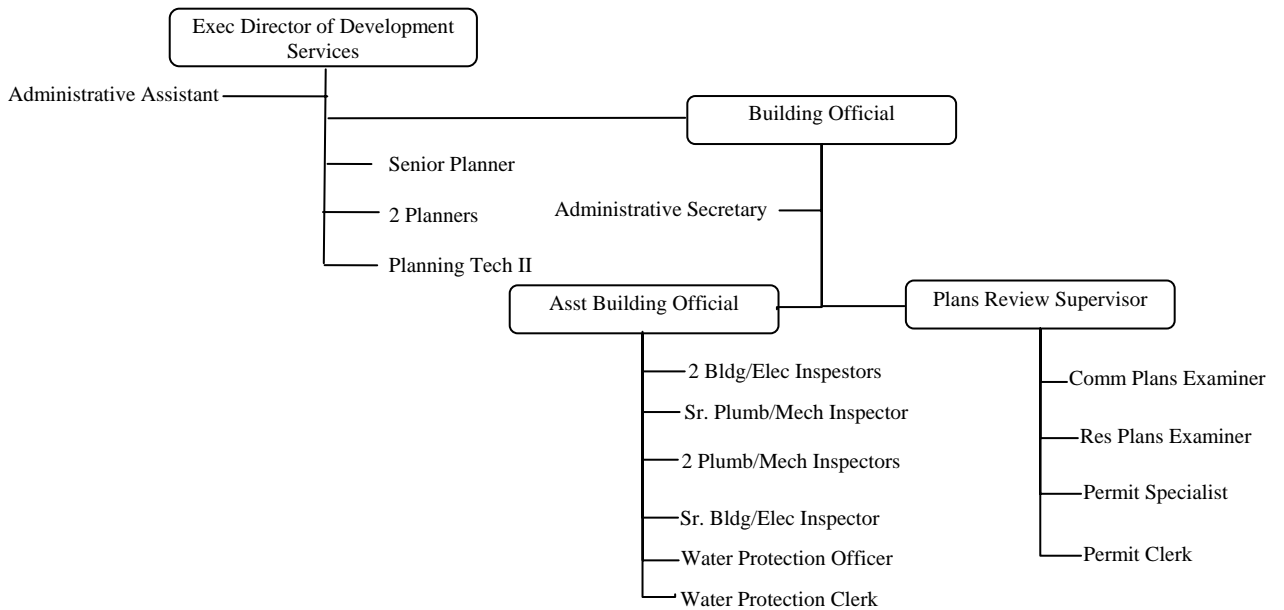 Exec Director of Development
Services
Administrative Assistant
Building Official
Senior Planner
2 Planners
Administrative Secretary
Planning Tech II
Asst Building Official
Plans Review Supervisor
2 Bldg/Elec Inspestors
Comm Plans Examiner
Sr. Plumb/Mech Inspector
Res Plans Examiner
2 Plumb/Mech Inspectors
Permit Specialist
Sr. Bldg/Elec Inspector
Permit Clerk
Water Protection Officer
Water Protection Clerk